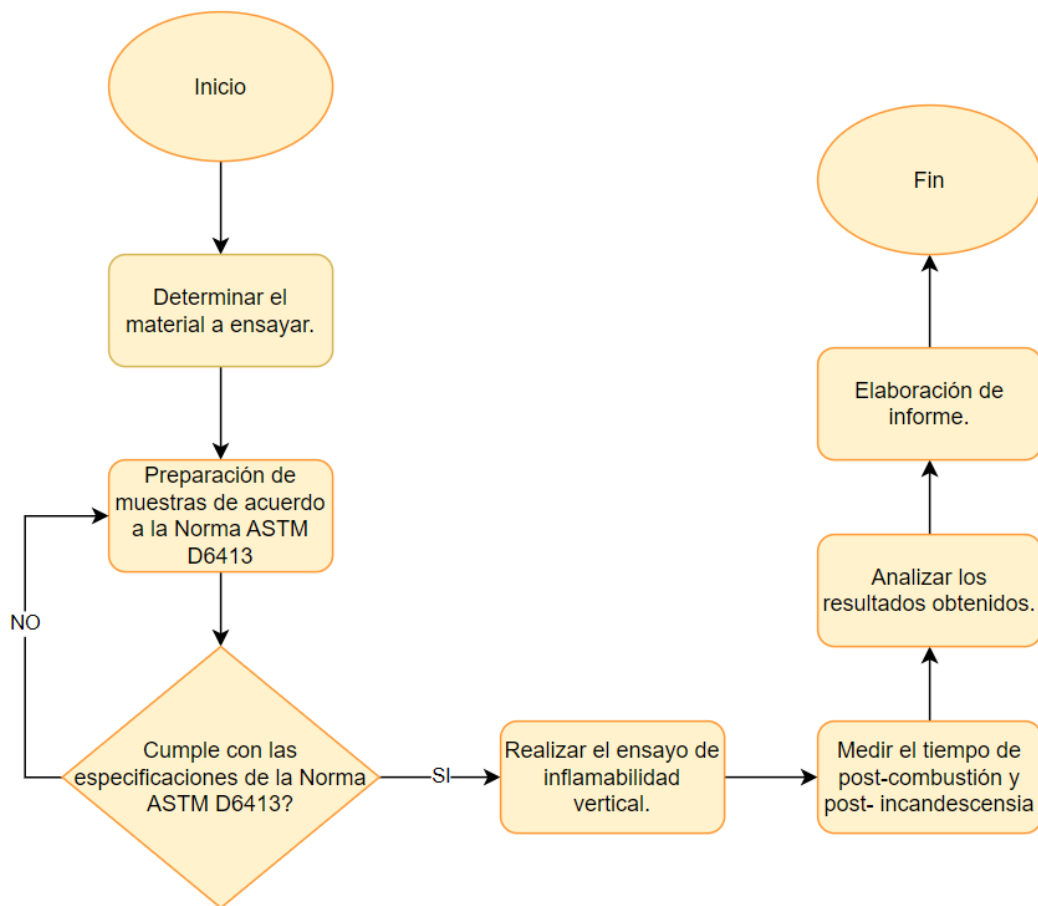 Inicio
Determinar el
material a ensayar.
Preparación de
muestras de acuerdo
a la Norma ASTM
D6413
NO
Cumple con las
especificaciones de la Norma
ASTM D6413?
SI
Realizar el ensayo de
inflamabilidad
vertical.
Medir el tiempo de
post-combustión y
post- incandescensia
Analizar los
resultados obtenidos.
Elaboración de
informe.
Fin